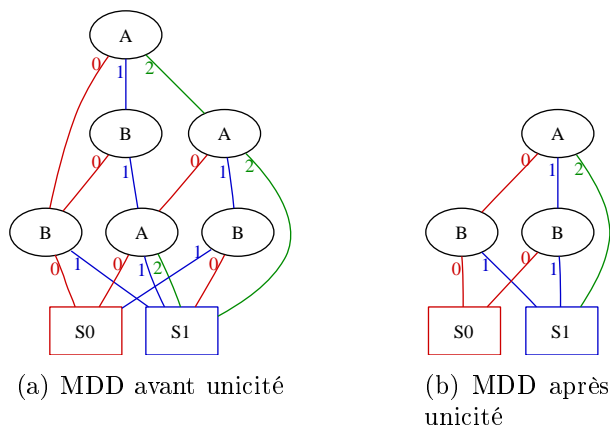 A
0 1 2
B A A
0 1 0 1 2 0 1 2
B A B B B
0 1 0 1 2 1 0 0 1 0 1
S0 S1 S0 S1
(a) MDD avant unicité (b) MDD après
unicité